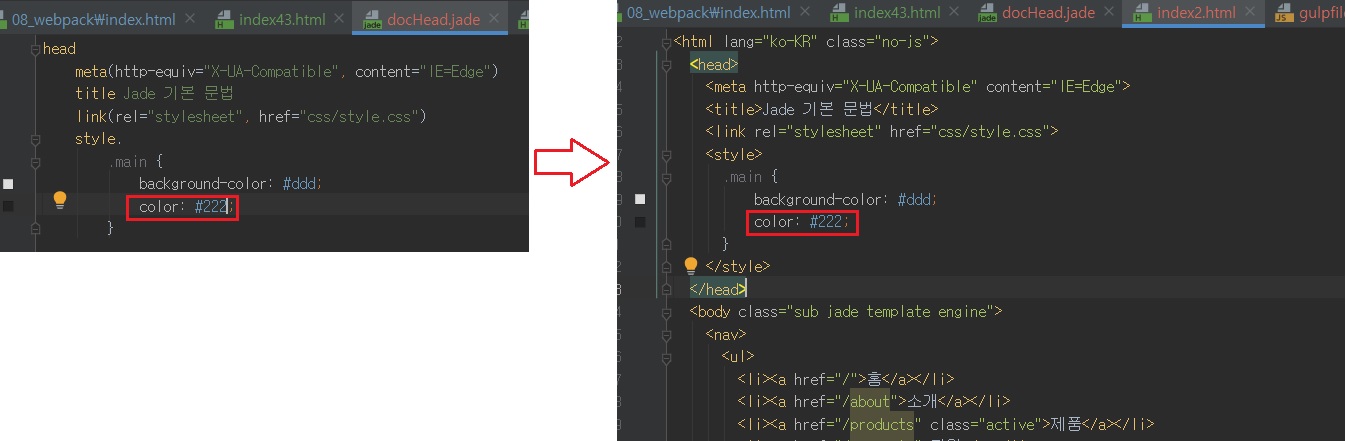 08_webpack₩index.html
index43.html
docHead.jade
head
meta(http-equiv="X-UA-Compatible", content="IE=Edge")
title Jade 기본 문법
link(rel="stylesheet", href="css/style.css")
style.
.main {
background-color: #ddd;
color: #222;
}
08_webpack₩index.html
index43.html
docHead.jade
index2.html
gulpfil
<html lang="ko-KR" class="no-js">
<head>
<meta http-equiv="X-UA-Compatible" content="IE=Edge">
<title>Jade 기본 문법</title>
<link rel="stylesheet" href="css/style.css">
<style>
.main {
background-color: #ddd;
color: #222;
}
</style>
</head>
<body class="sub jade template engine">
<nav>
<ul>
<li><a href="/">홈</a></li>
<li><a href="/about">소개</a></li>
<li><a href="/products" class="active">제품</a></li>